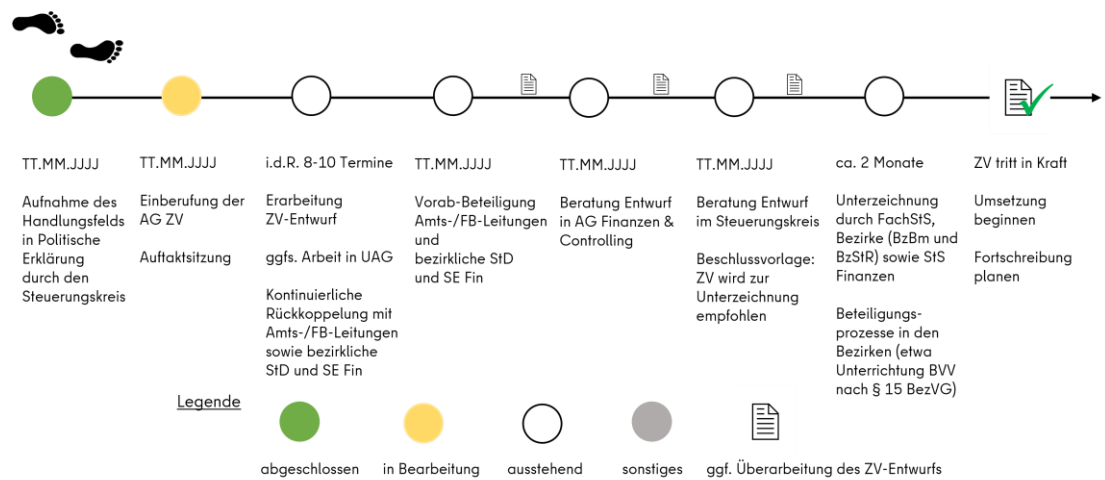 TT.MM.JJJJ
Aufnahme des
Handlungsfelds
in Politische
Erklärung
durch den
Steuerungskreis
TT.MM.JJJJ
Einberufung der
AG ZV
Auftaktsitzung
i.d.R. 8-10 Termine
Erarbeitung
ZV-Entwurf
ggfs. Arbeit in UAG
Kontinuierliche
Rückkoppelung mit
Amts-/FB-Leitungen
sowie bezirkliche
StD und SE Fin
TT.MM.JJJJ
Vorab-Beteiligung
Amts-/FB-Leitungen
und
bezirkliche StD
und SE Fin
TT.MM.JJJJ
Beratung Entwurf
in AG Finanzen &
Controlling
TT.MM.JJJJ
Beratung Entwurf
im Steuerungskreis
Beschlussvorlage:
ZV wird zur
Unterzeichnung
empfohlen
ca. 2 Monate
Unterzeichnung
durch FachStS,
Bezirke (BzBm und
BzStR) sowie StS
Finanzen
Beteiligungs-
prozesse in den
Bezirken (etwa
Unterrichtung BVV
nach § 15 BezVG)
ZV tritt in Kraft
Umsetzung
beginnen
Fortschreibung
planen
Legende
abgeschlossen
in Bearbeitung
ausstehend
sonstiges
ggf. Überarbeitung des ZV-Entwurfs